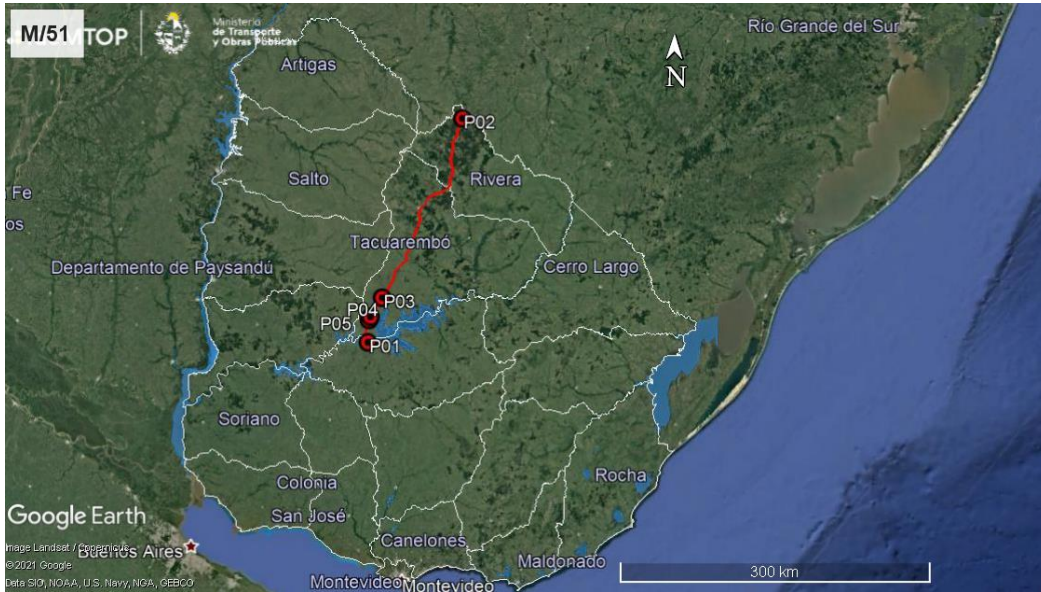 M/51
MTOP
Ministerio
de Transporte
y Obras Públicas
Río Grande del Sur
Artigas
N
P02
Salto
Rivera
Fe
os
Tacuarembó
Departamento de Paysandú
Cerro Largo
P03
P04
P05
P01
Soriano
Rocha
Colonia
San José
Google Earth
Canelones
Image Landsat / Copernicus
Buenos Aires
Maldonado
©2021 Google
300 km
Data SIO, NOAA, U.S. Navy, NGA, GEBCO
Montevideo Montevideo